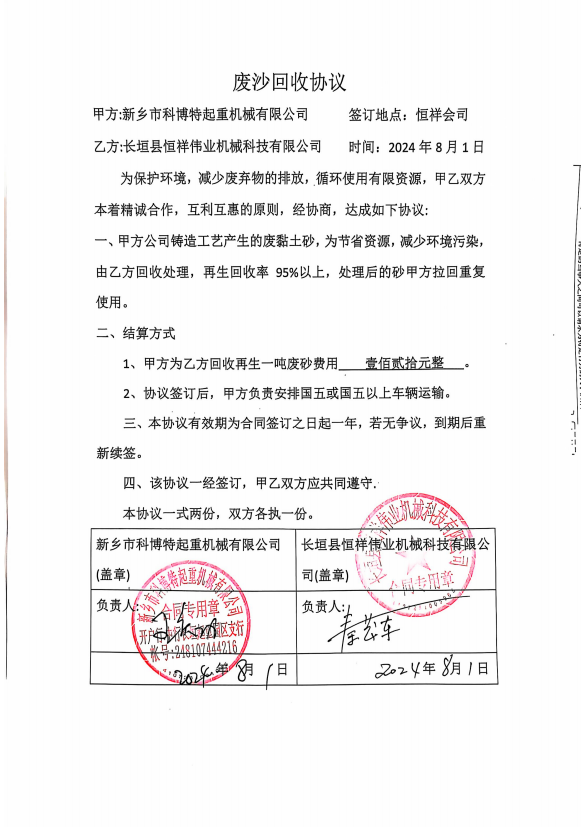 废沙回收协议
甲方:新乡市科博特起重机械有限公司 签订地点：恒祥会司
乙方:长垣县恒祥伟业机械科技有限公司 时间：2024年8月1日
为保护环境，减少废弃物的排放，循环使用有限资源，甲乙双方
本着精诚合作，互利互惠的原则，经协商，达成如下协议:
一、甲方公司铸造工艺产生的废黏土砂，为节省资源，减少环境污染，
由乙方回收处理，再生回收率 95%以上，处理后的砂甲方拉回重复
使用。
二、结算方式
1、甲方为乙方回收再生一吨废砂费用 壹佰贰拾元整 。
2、协议签订后，甲方负责安排国五或国五以上车辆运输。
三、本协议有效期为合同签订之日起一年，若无争议，到期后重
新续签。
四、该协议一经签订，甲乙双方应共同遵守.
本协议一式两份，双方各执一份。
新乡市科博特起重机械有限公司
(盖章)
长垣县恒祥伟业机械科技有限公
司(盖章)
负责人:
负责人:
2024年8月1日
2024年8月1日
新乡市科博特起重机械有限公司
合同专用章
帐号:248107444216
长垣县恒祥伟业机械科技有限公司
合同专用章